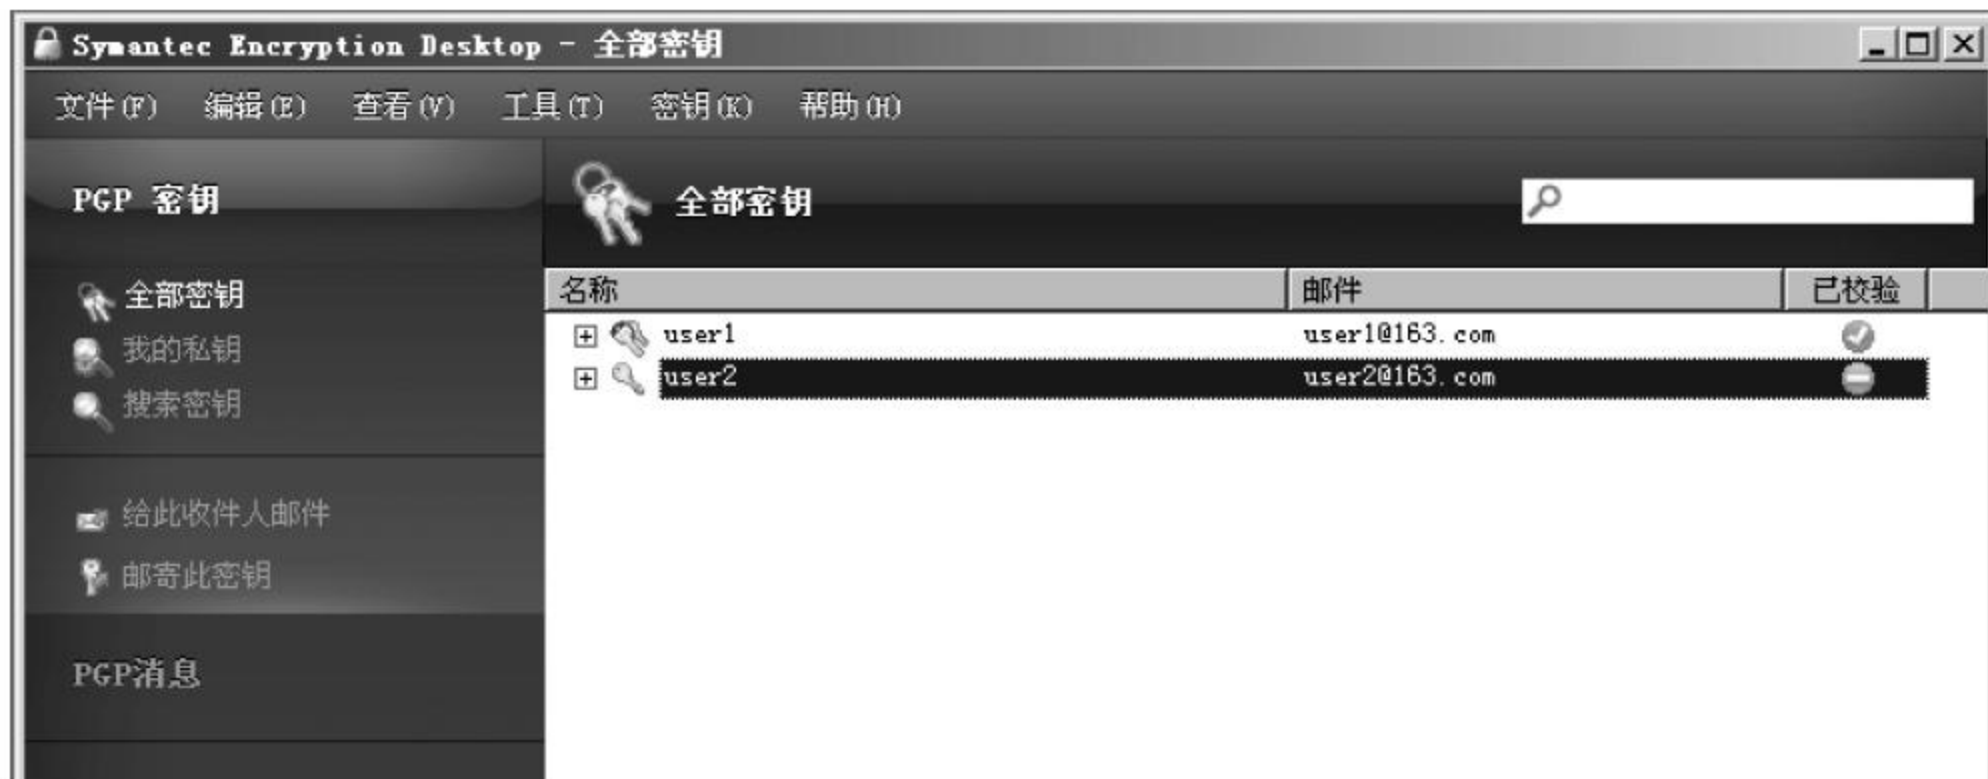 Symantec Encryption Desktop - 全部密钥
文件(F) 编辑(E) 查看(V) 工具(T) 密钥(K) 帮助(H)
PGP 密钥
全部密钥
全部密钥
我的私钥
搜索密钥
给此收件人邮件
邮寄此密钥
PGP消息
名称 邮件 已校验
user1 user1@163.com
user2 user2@163.com